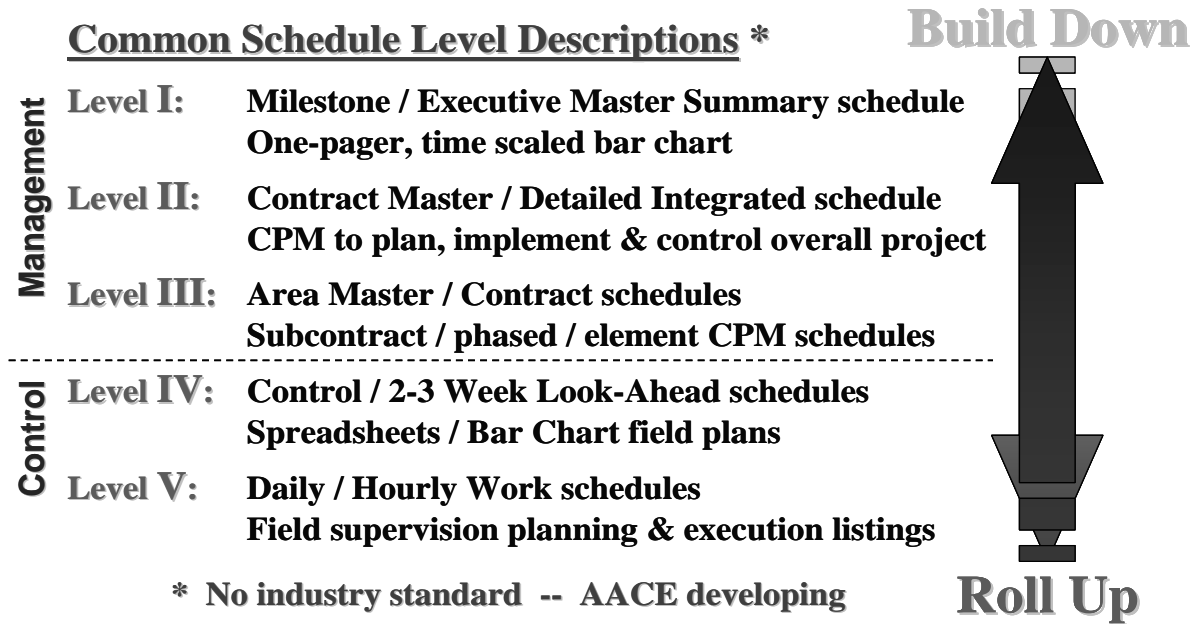 Common Schedule Level Descriptions *
Build Down
Management
Level I: Milestone / Executive Master Summary schedule
One-pager, time scaled bar chart
Level II: Contract Master / Detailed Integrated schedule
CPM to plan, implement & control overall project
Level III: Area Master / Contract schedules
Subcontract / phased / element CPM schedules
Control
Level IV: Control / 2-3 Week Look-Ahead schedules
Spreadsheets / Bar Chart field plans
Level V: Daily / Hourly Work schedules
Field supervision planning & execution listings
* No industry standard -- AACE developing
Roll Up